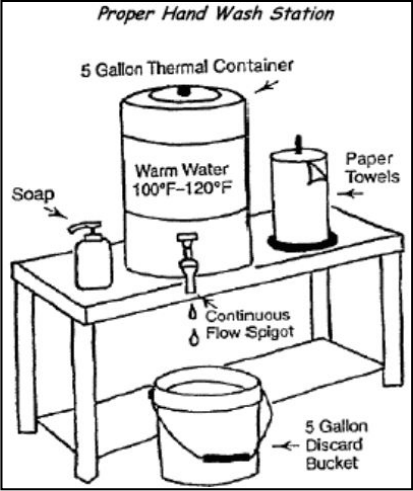 Proper Hand Wash Station
5 Gallon Thermal Container
Warm Water
100°F-120°F
Paper
Towels
Soap
Continuous
Flow Spigot
5 Gallon
Discard
Bucket